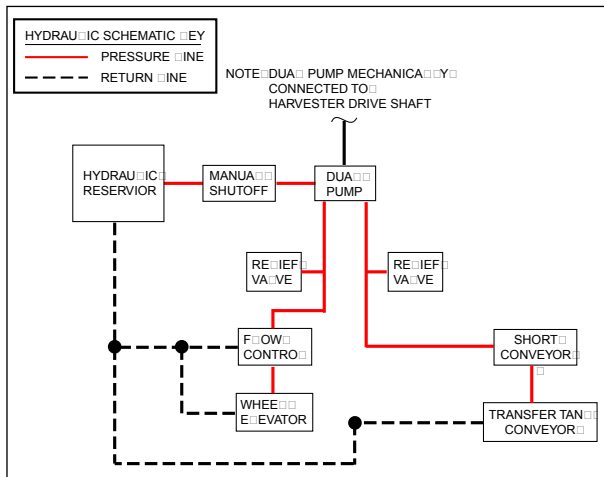 HYDRAU□IC SCHEMATIC □EY
PRESSURE □INE
RETURN □INE
NOTE□DUA□ PUMP MECHANICA□□Y□
CONNECTED TO□
HARVESTER DRIVE SHAFT
HYDRAU□IC□
RESERVIOR
MANUA□□
SHUTOFF
DUA□□
PUMP
RE□IEF□
VA□VE
RE□IEF□
VA□VE
F□OW□
CONTRO□
SHORT□
CONVEYOR□
□
WHEE□□
E□EVATOR
TRANSFER TAN□□
CONVEYOR□